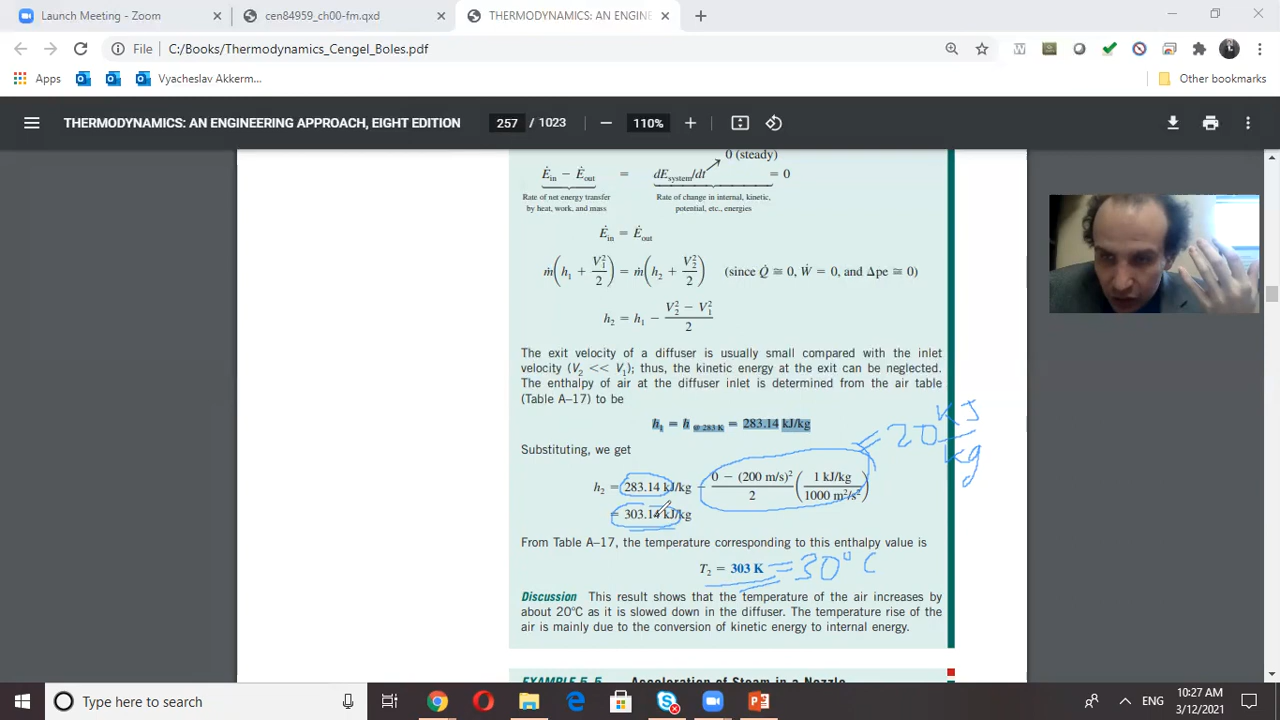 Launch Meeting - Zoom
cen84959_ch00-fm.qxd
THERMODYNAMICS: AN ENGINE
File
C:/Books/Thermodynamics_Cengel_Boles.pdf
Apps
Vyacheslav Akkerm...
Other bookmarks
THERMODYNAMICS: AN ENGINEERING APPROACH, EIGHT EDITION
257 / 1023
110%
0 (steady)
Ėin − Ėout = dEsystem/dt = 0
Rate of net energy transfer by heat, work, and mass
Rate of change in internal, kinetic, potential, etc., energies
Ėin = Ėout
ṁ(h₁ + V₁²/2) = ṁ(h₂ + V₂²/2) (since Q̇ ≅ 0, Ẇ = 0, and Δpe ≅ 0)
h₂ = h₁ − (V₂² − V₁²)/2
The exit velocity of a diffuser is usually small compared with the inlet
velocity (V₂ << V₁); thus, the kinetic energy at the exit can be neglected.
The enthalpy of air at the diffuser inlet is determined from the air table
(Table A–17) to be
h₁ = h @ 283 K = 283.14 kJ/kg
= 20 KJ/kg
Substituting, we get
h₂ = 283.14 kJ/kg − (0 − (200 m/s)²)/2 (1 kJ/kg / 1000 m²/s²)
= 303.14 kJ/kg
From Table A–17, the temperature corresponding to this enthalpy value is
T₂ = 303 K = 30° C
Discussion This result shows that the temperature of the air increases by
about 20°C as it is slowed down in the diffuser. The temperature rise of the
air is mainly due to the conversion of kinetic energy to internal energy.
EXAMPLE 5–5 Acceleration of Steam in a Nozzle
Type here to search
ENG
10:27 AM
3/12/2021